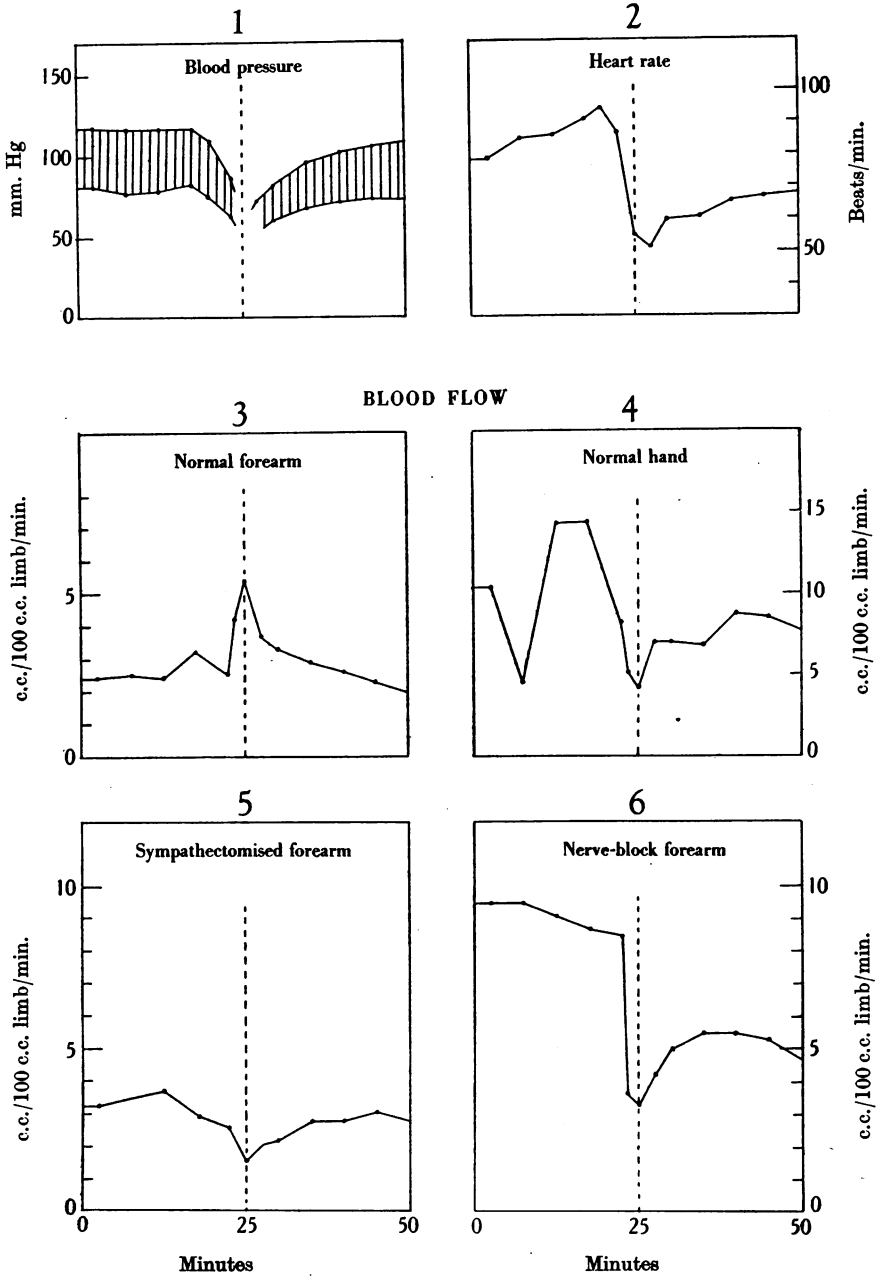 1
Blood pressure
mm. Hg
150
100
50
0
2
Heart rate
100
50
Beats/min.
BLOOD FLOW
3
Normal forearm
c.c./100 c.c. limb/min.
5
0
4
Normal hand
15
10
5
0
c.c./100 c.c. limb/min.
5
Sympathectomised forearm
c.c./100 c.c. limb/min.
10
5
0
0 25 50
Minutes
6
Nerve-block forearm
10
5
0
c.c./100 c.c. limb/min.
0 25 50
Minutes